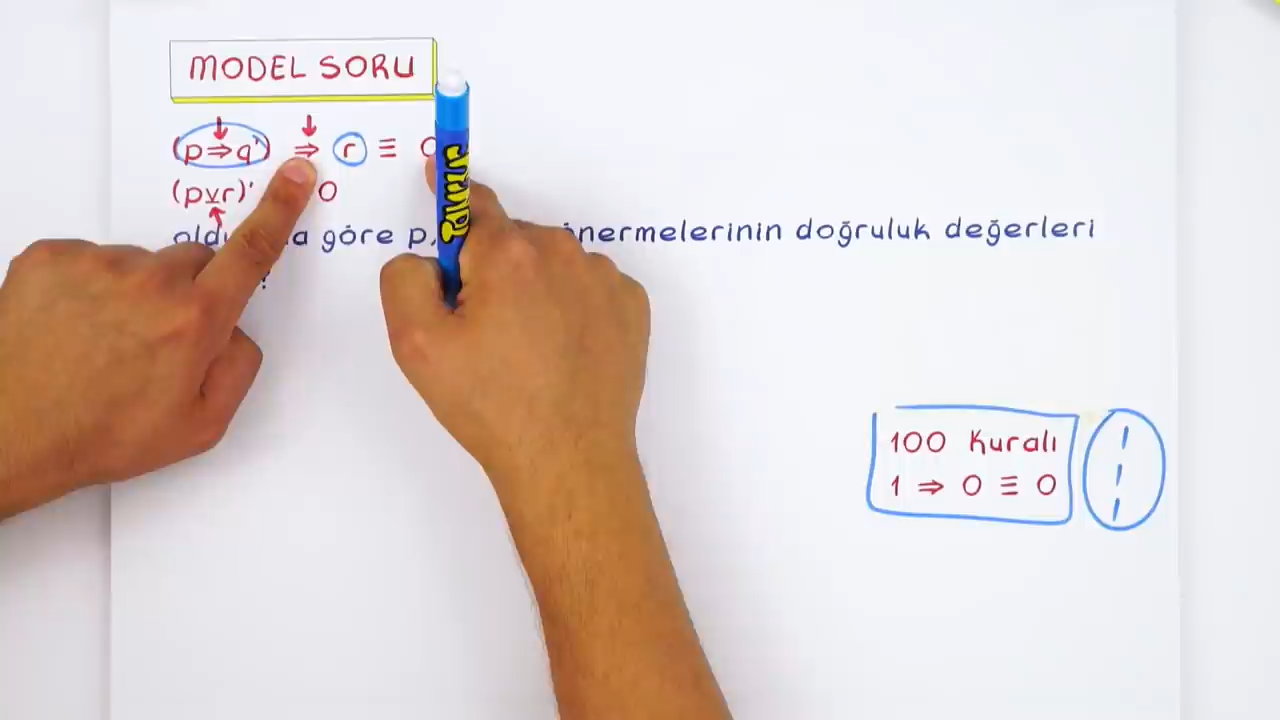 MODEL SORU
(p⇒q') ⇒ r ≡ 0
(p⊻r)' 0
göre p, önermelerinin doğruluk değerleri
?
100 Kuralı
1 ⇒ 0 ≡ 0